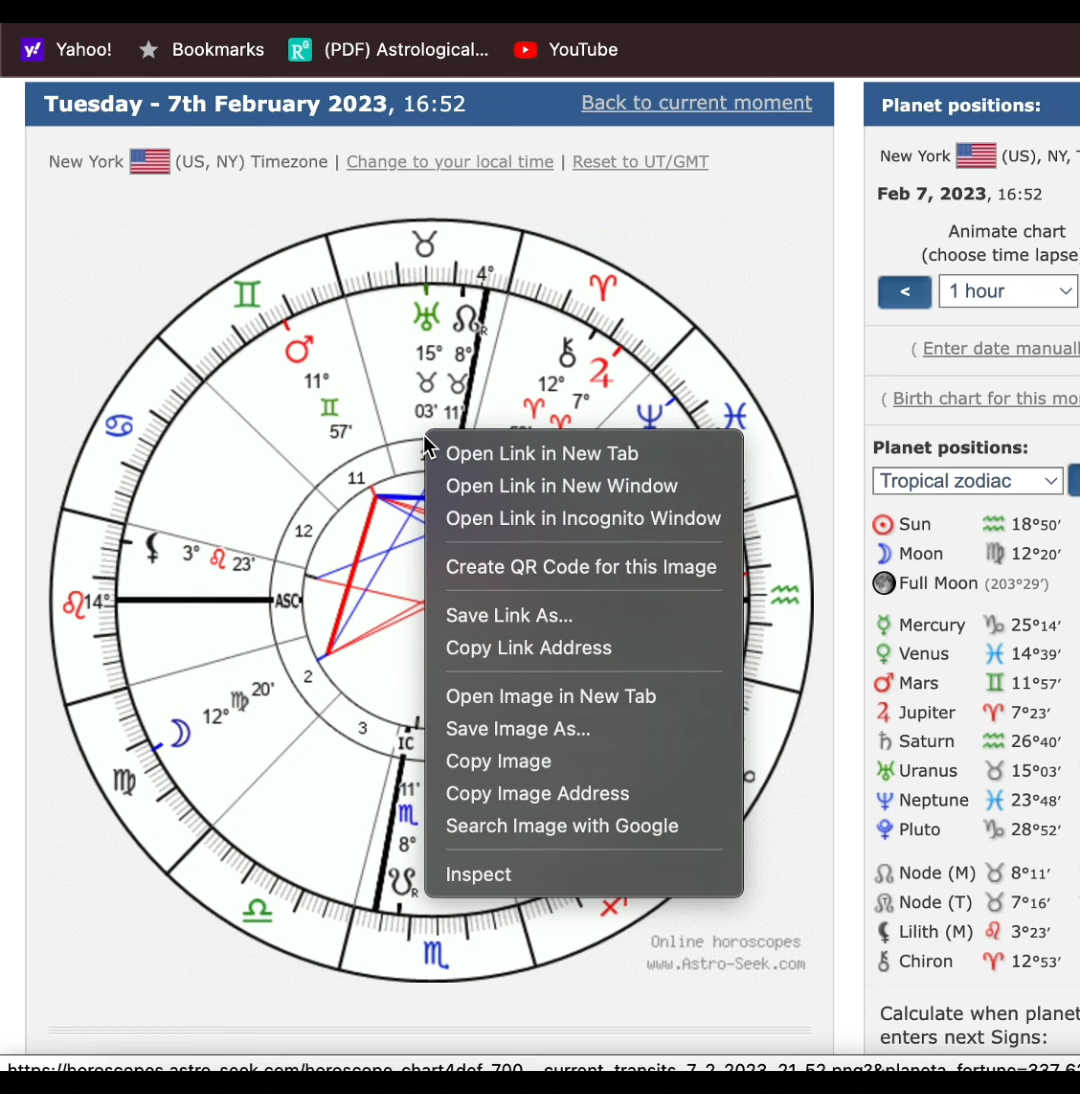 Yahoo!
Bookmarks
(PDF) Astrological...
YouTube
Tuesday - 7th February 2023, 16:52
Back to current moment
New York (US, NY) Timezone | Change to your local time | Reset to UT/GMT
4°
15° 8°
03' 11'
12°
7°
11°
57'
11
12
3° 23'
14°
ASC
20'
12°
2
3
IC
11'
8°
R
R
Open Link in New Tab
Open Link in New Window
Open Link in Incognito Window
Create QR Code for this Image
Save Link As...
Copy Link Address
Open Image in New Tab
Save Image As...
Copy Image
Copy Image Address
Search Image with Google
Inspect
Online horoscopes
www.Astro-Seek.com
Planet positions:
New York (US), NY,
Feb 7, 2023, 16:52
Animate chart
(choose time lapse
< 1 hour
( Enter date manuall
( Birth chart for this mo
Planet positions:
Tropical zodiac
☉ Sun ♒ 18°50′
☽ Moon ♍ 12°20′
Full Moon (203°29′)
☿ Mercury ♑ 25°14′
♀ Venus ♓ 14°39′
♂ Mars ♊ 11°57′
♃ Jupiter ♈ 7°23′
♄ Saturn ♒ 26°40′
♅ Uranus ♉ 15°03′
♆ Neptune ♓ 23°48′
Pluto ♑ 28°52′
☊ Node (M) ♉ 8°11′
Node (T) ♉ 7°16′
⚸ Lilith (M) ♌ 3°23′
⚷ Chiron ♈ 12°53′
Calculate when planet
enters next Signs: